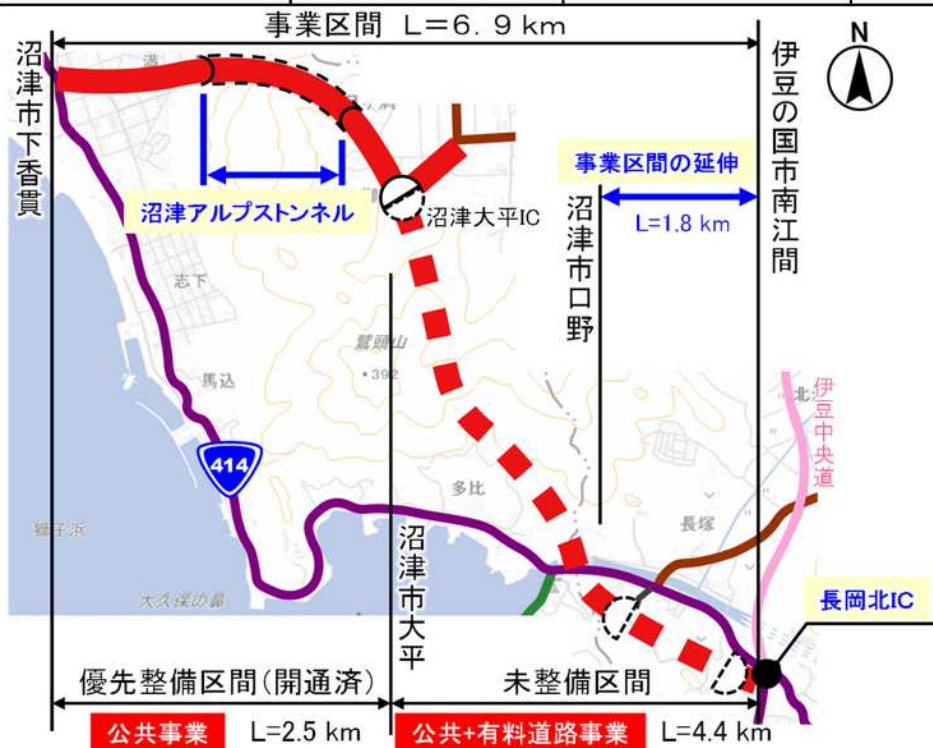 事業区間 L=6.9km
N
沼津市下香貫
伊豆の国市南江間
事業区間の延伸
L=1.8 km
沼津アルプストンネル
沼津大平IC
沼津市口野
志下
鷲頭山
・392
馬込
伊豆中央道
414
多比
長塚
獅子浜
沼津市大平
大久保の鼻
長岡北IC
優先整備区間(開通済)
未整備区間
公共事業
L=2.5 km
公共+有料道路事業
L=4.4 km